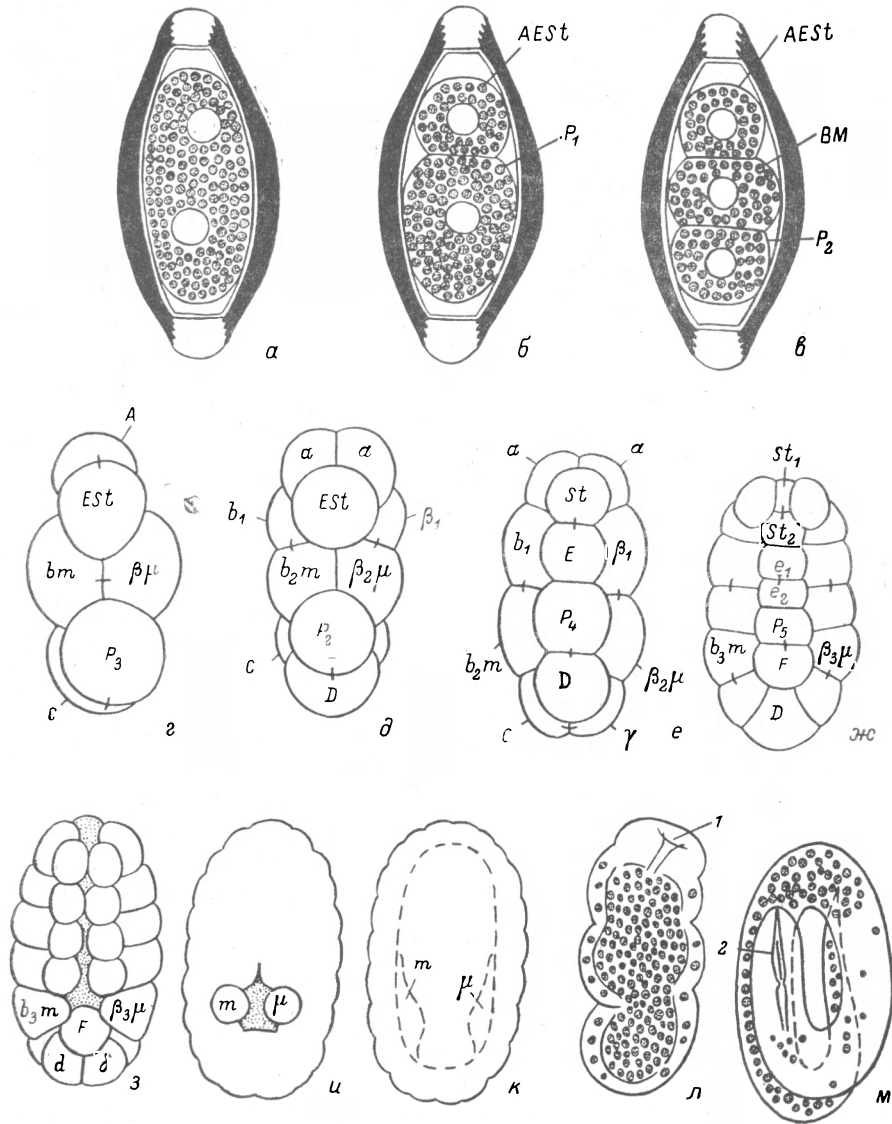 AESt
P₁
б
а
AESt
BM
P₂
в
A
ESt
bm
βμ
P₃
C
г
a a
ESt
b₁
β₁
b₂m
β₂μ
C
D
д
a
a
St
b₁
E
β₁
P₄
b₂m
D
β₂μ
C
γ
е
St₁
St₂
e₁
e₂
P₅
b₃m
F
β₃μ
D
ж
b₃m
F
β₃μ
d
δ
з
m
μ
и
m
μ
к
1
л
2
м